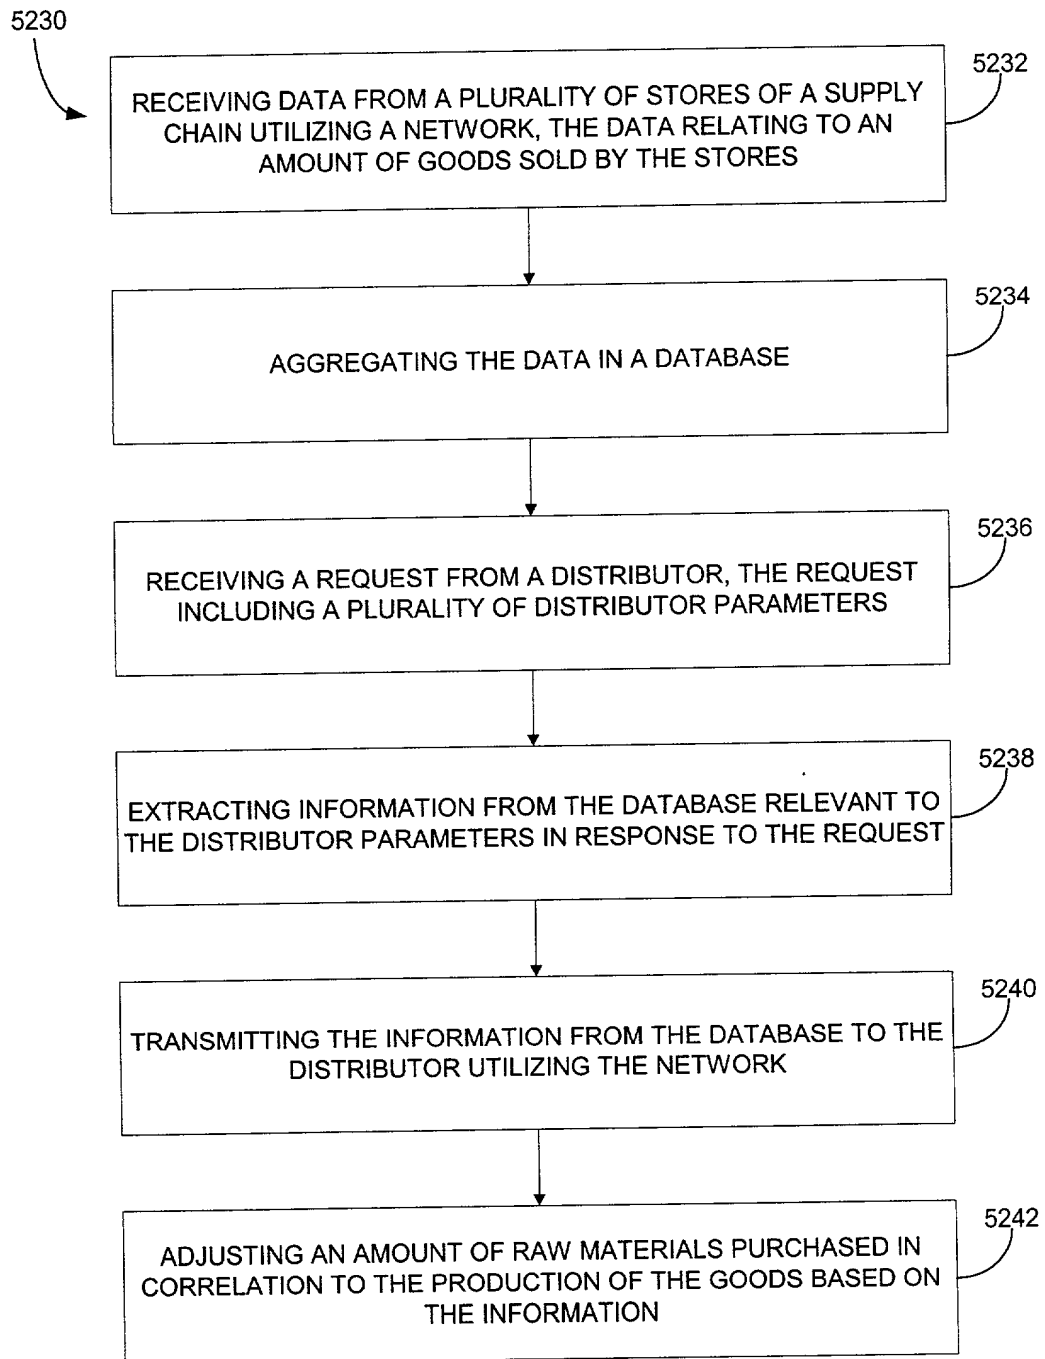 5230
5232
RECEIVING DATA FROM A PLURALITY OF STORES OF A SUPPLY
CHAIN UTILIZING A NETWORK, THE DATA RELATING TO AN
AMOUNT OF GOODS SOLD BY THE STORES
5234
AGGREGATING THE DATA IN A DATABASE
5236
RECEIVING A REQUEST FROM A DISTRIBUTOR, THE REQUEST
INCLUDING A PLURALITY OF DISTRIBUTOR PARAMETERS
5238
EXTRACTING INFORMATION FROM THE DATABASE RELEVANT TO
THE DISTRIBUTOR PARAMETERS IN RESPONSE TO THE REQUEST
5240
TRANSMITTING THE INFORMATION FROM THE DATABASE TO THE
DISTRIBUTOR UTILIZING THE NETWORK
5242
ADJUSTING AN AMOUNT OF RAW MATERIALS PURCHASED IN
CORRELATION TO THE PRODUCTION OF THE GOODS BASED ON
THE INFORMATION